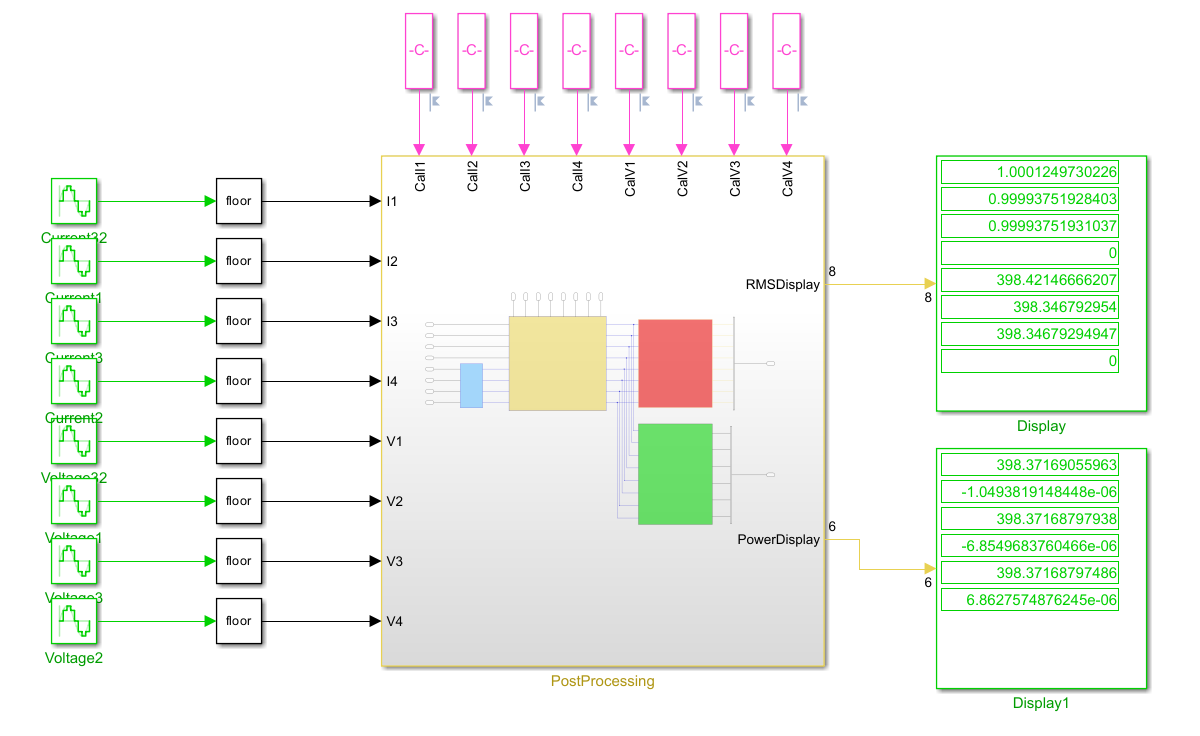 -C- -C- -C- -C- -C- -C- -C- -C-
CalI1 CalI2 CalI3 CalI4 CalV1 CalV2 CalV3 CalV4
floor I1
Current32
floor I2
Current1
floor I3
Current3
floor I4
Current2
floor V1
Voltage32
floor V2
Voltage1
floor V3
Voltage3
floor V4
Voltage2
RMSDisplay 8
8
PowerDisplay 6
6
PostProcessing
1.0001249730226
0.99993751928403
0.99993751931037
0
398.42146666207
398.346792954
398.34679294947
0
Display
398.37169055963
-1.0493819148448e-06
398.37168797938
-6.8549683760466e-06
398.37168797486
6.8627574876245e-06
Display1